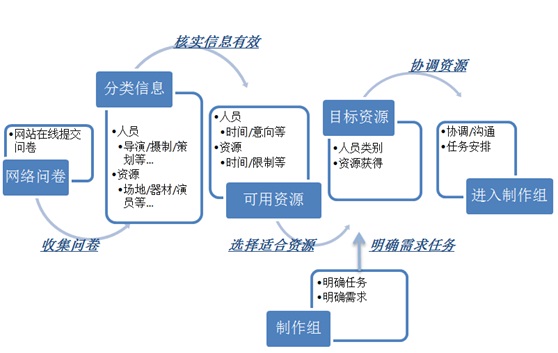 核实信息有效
协调资源
分类信息
目标资源
• 网站在线提交
问卷
网络问卷
• 人员
• 导演/摄制/策
划等...
• 资源
• 场地/器材/演
员等...
• 人员
• 时间/意向等
• 资源
• 时间/限制等
可用资源
• 人员类别
• 资源获得
• 协调/沟通
• 任务安排
进入制作组
收集问卷
选择适合资源
明确需求任务
• 明确任务
• 明确需求
制作组